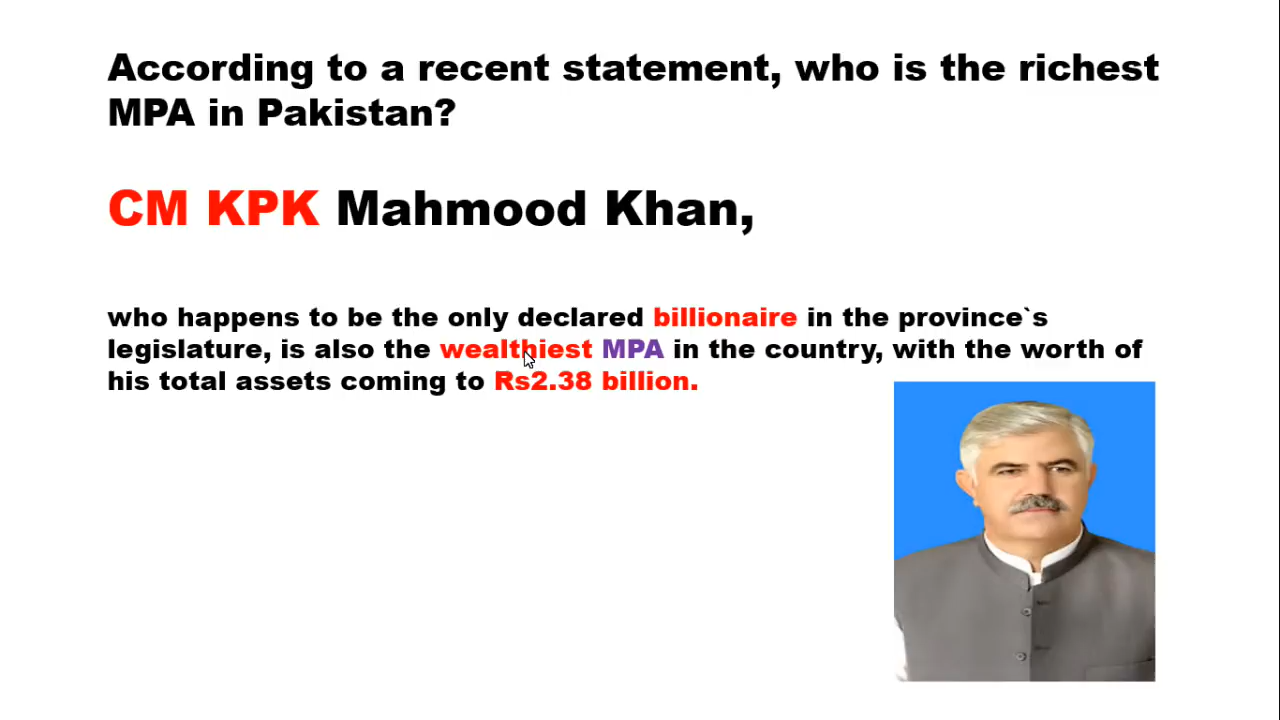 According to a recent statement, who is the richest
MPA in Pakistan?
CM KPK Mahmood Khan,
who happens to be the only declared billionaire in the province`s
legislature, is also the wealthiest MPA in the country, with the worth of
his total assets coming to Rs2.38 billion.